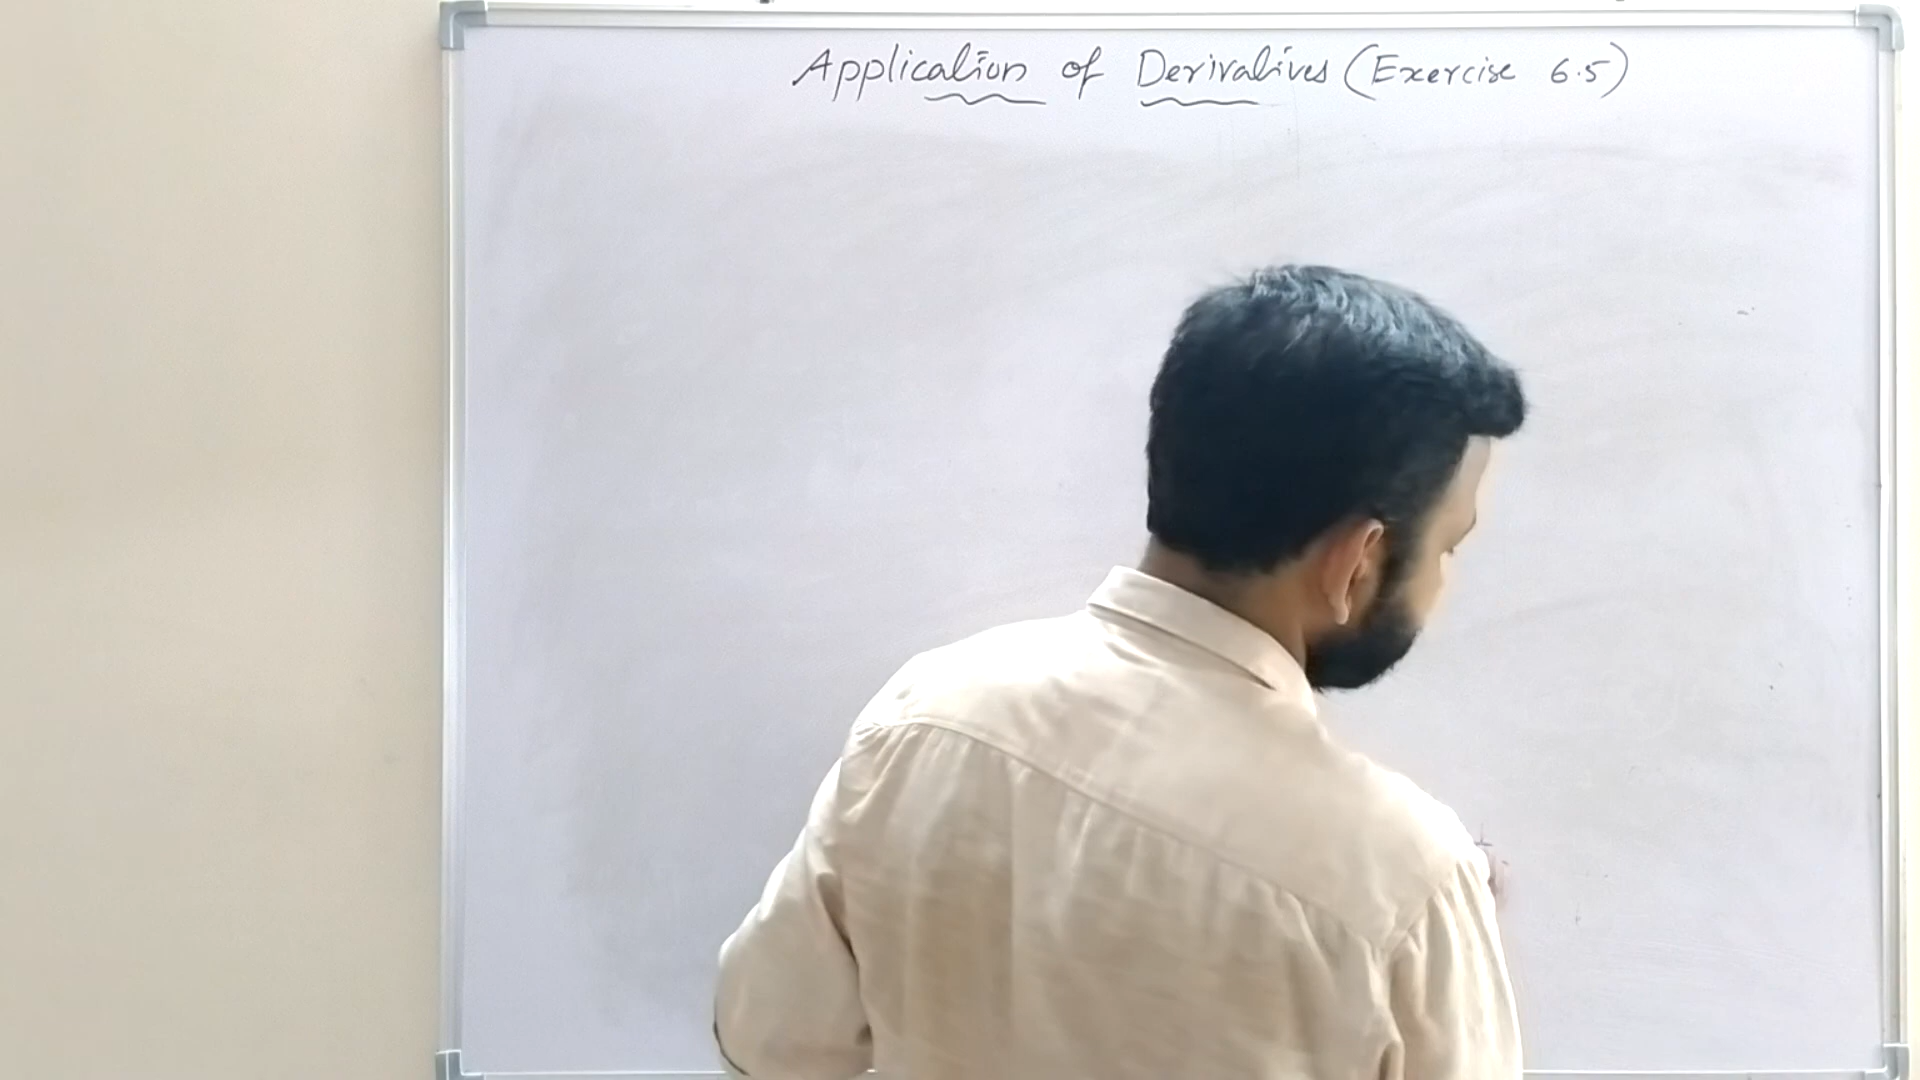 Application of Derivatives (Exercise 6.5)